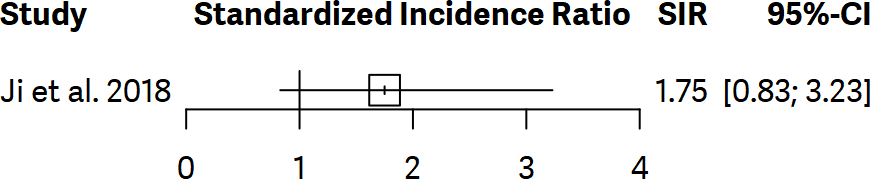 Study Standardized Incidence Ratio SIR 95%-CI
Ji et al. 2018 1.75 [0.83; 3.23]
0 1 2 3 4